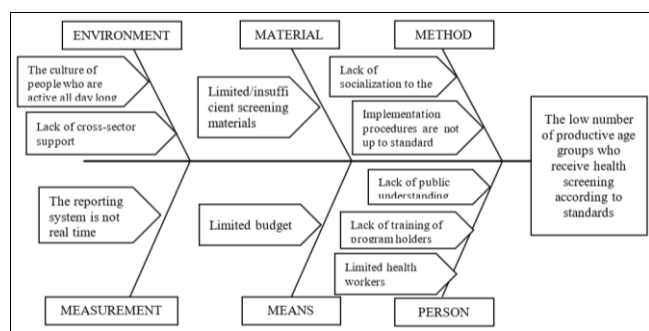 ENVIRONMENT
MATERIAL
METHOD
The culture of
people who are
active all day long
Lack of cross-sector
support
Limited/insuffi
cient screening
materials
Lack of
socialization to the
Implementation
procedures are not
up to standard
The low number
of productive age
groups who
receive health
screening
according to
standards
The reporting
system is not
real time
Limited budget
Lack of public
understanding
Lack of training of
program holders
Limited health
workers
MEASUREMENT
MEANS
PERSON